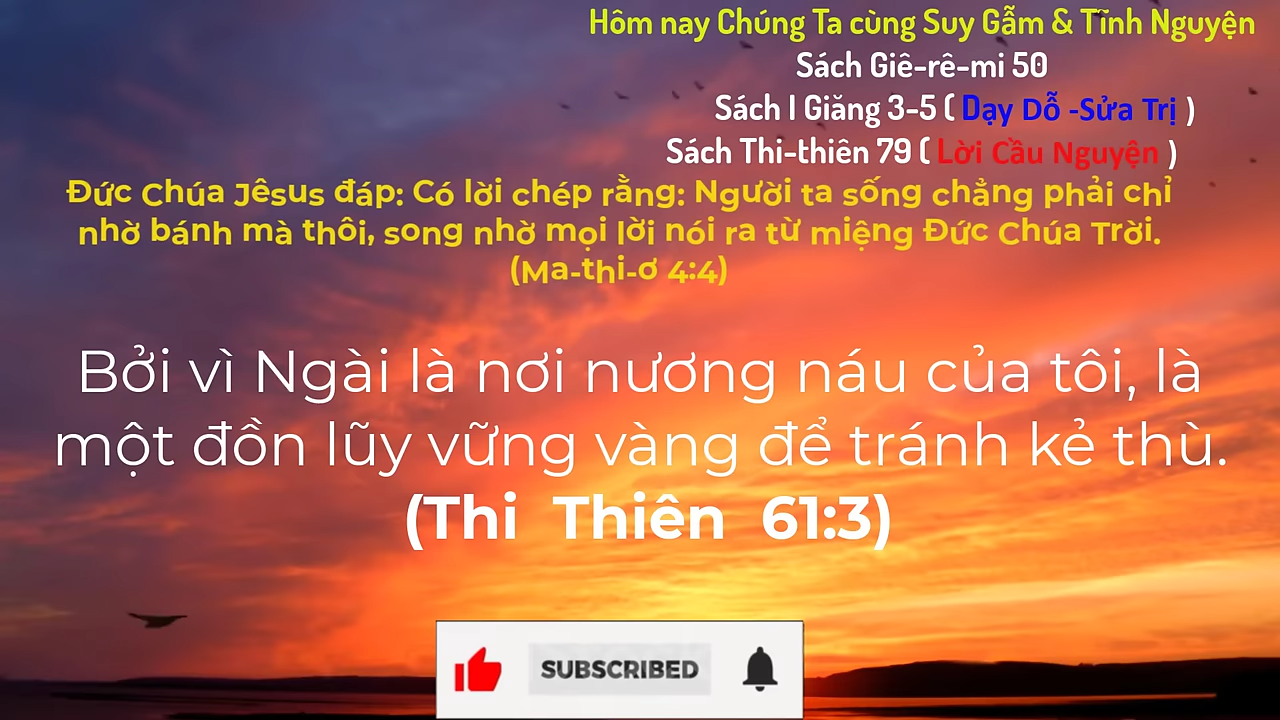 Hôm nay Chúng Ta cùng Suy Gẫm & Tĩnh Nguyện
Sách Giê-rê-mi 50
Sách I Giăng 3-5 ( Dạy Dỗ -Sửa Trị )
Sách Thi-thiên 79 ( Lời Cầu Nguyện )
Đức Chúa Jêsus đáp: Có lời chép rằng: Người ta sống chẳng phải chỉ
nhờ bánh mà thôi, song nhờ mọi lời nói ra từ miệng Đức Chúa Trời.
(Ma-thi-ơ 4:4)
Bởi vì Ngài là nơi nương náu của tôi, là
một đồn lũy vững vàng để tránh kẻ thù.
(Thi Thiên 61:3)
SUBSCRIBED